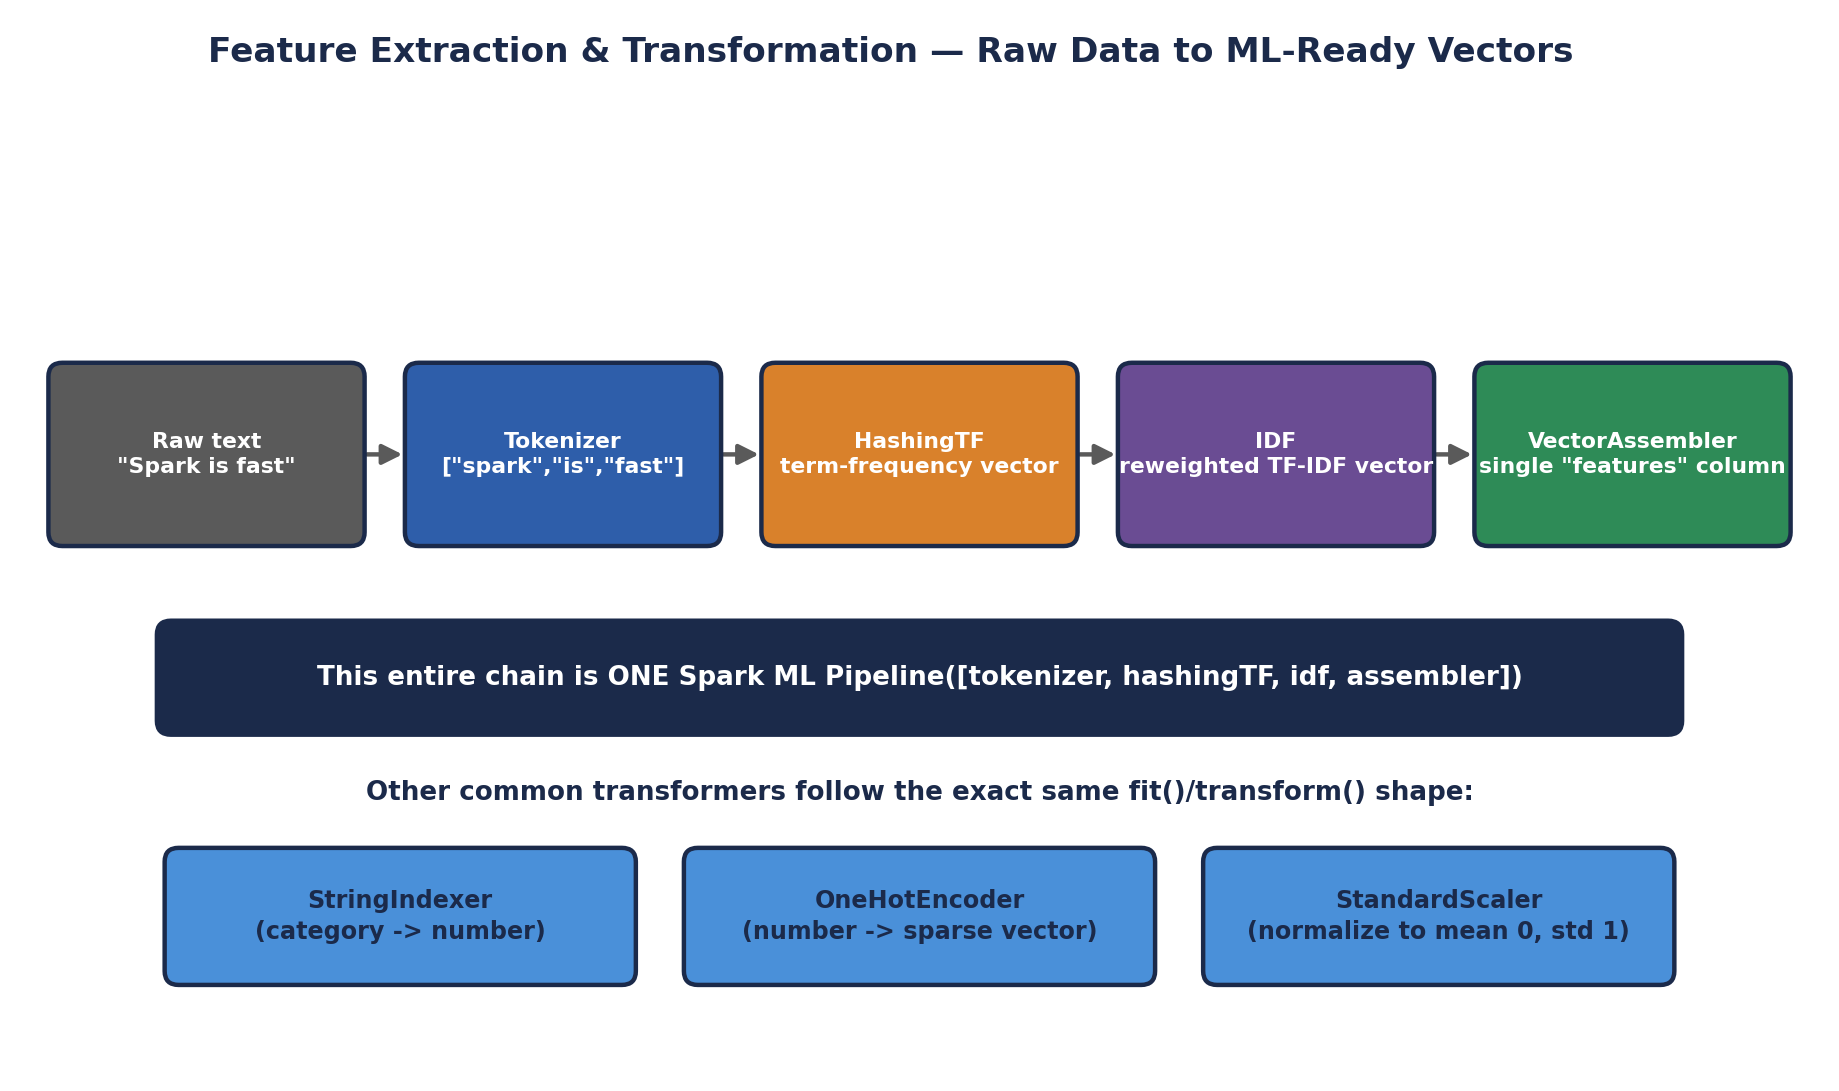 Feature Extraction & Transformation — Raw Data to ML-Ready Vectors
Raw text
"Spark is fast"
Tokenizer
["spark","is","fast"]
HashingTF
term-frequency vector
IDF
reweighted TF-IDF vector
VectorAssembler
single "features" column
This entire chain is ONE Spark ML Pipeline([tokenizer, hashingTF, idf, assembler])
Other common transformers follow the exact same fit()/transform() shape:
StringIndexer
(category -> number)
OneHotEncoder
(number -> sparse vector)
StandardScaler
(normalize to mean 0, std 1)